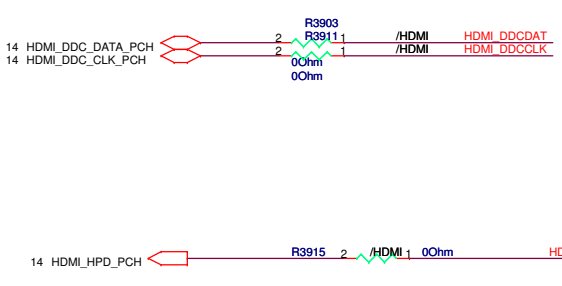 R3903
2 R3911 1 /HDMI HDMI_DDCDAT
14 HDMI_DDC_DATA_PCH
2 1 /HDMI HDMI_DDCCLK
14 HDMI_DDC_CLK_PCH
0Ohm
0Ohm
R3915 2 /HDMI 1 0Ohm
14 HDMI_HPD_PCH